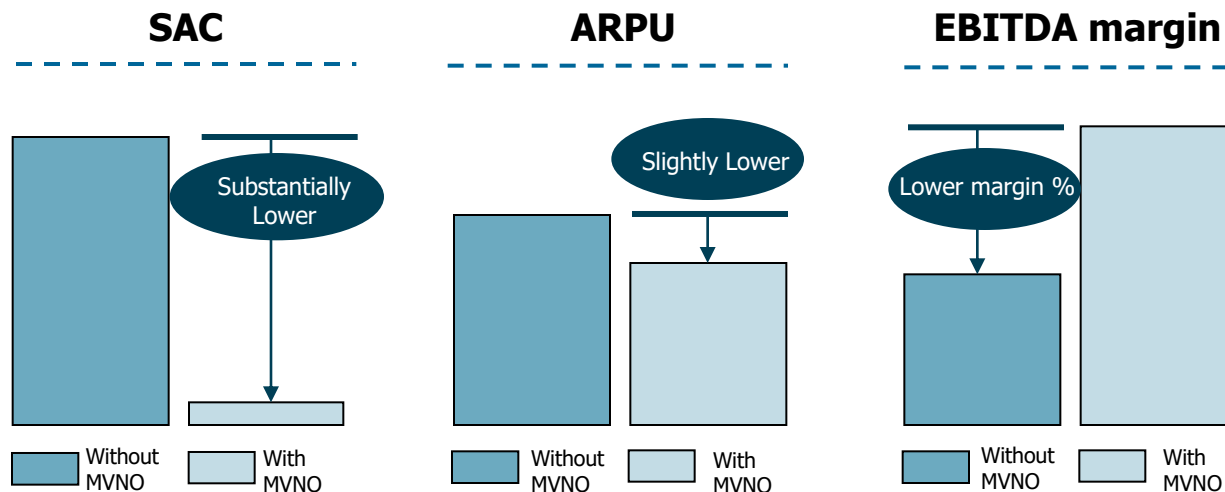 SAC
Substantially
Lower
Without
MVNO
With
MVNO
ARPU
Slightly Lower
Without
MVNO
With
MVNO
EBITDA margin
Lower margin %
Without
MVNO
With
MVNO